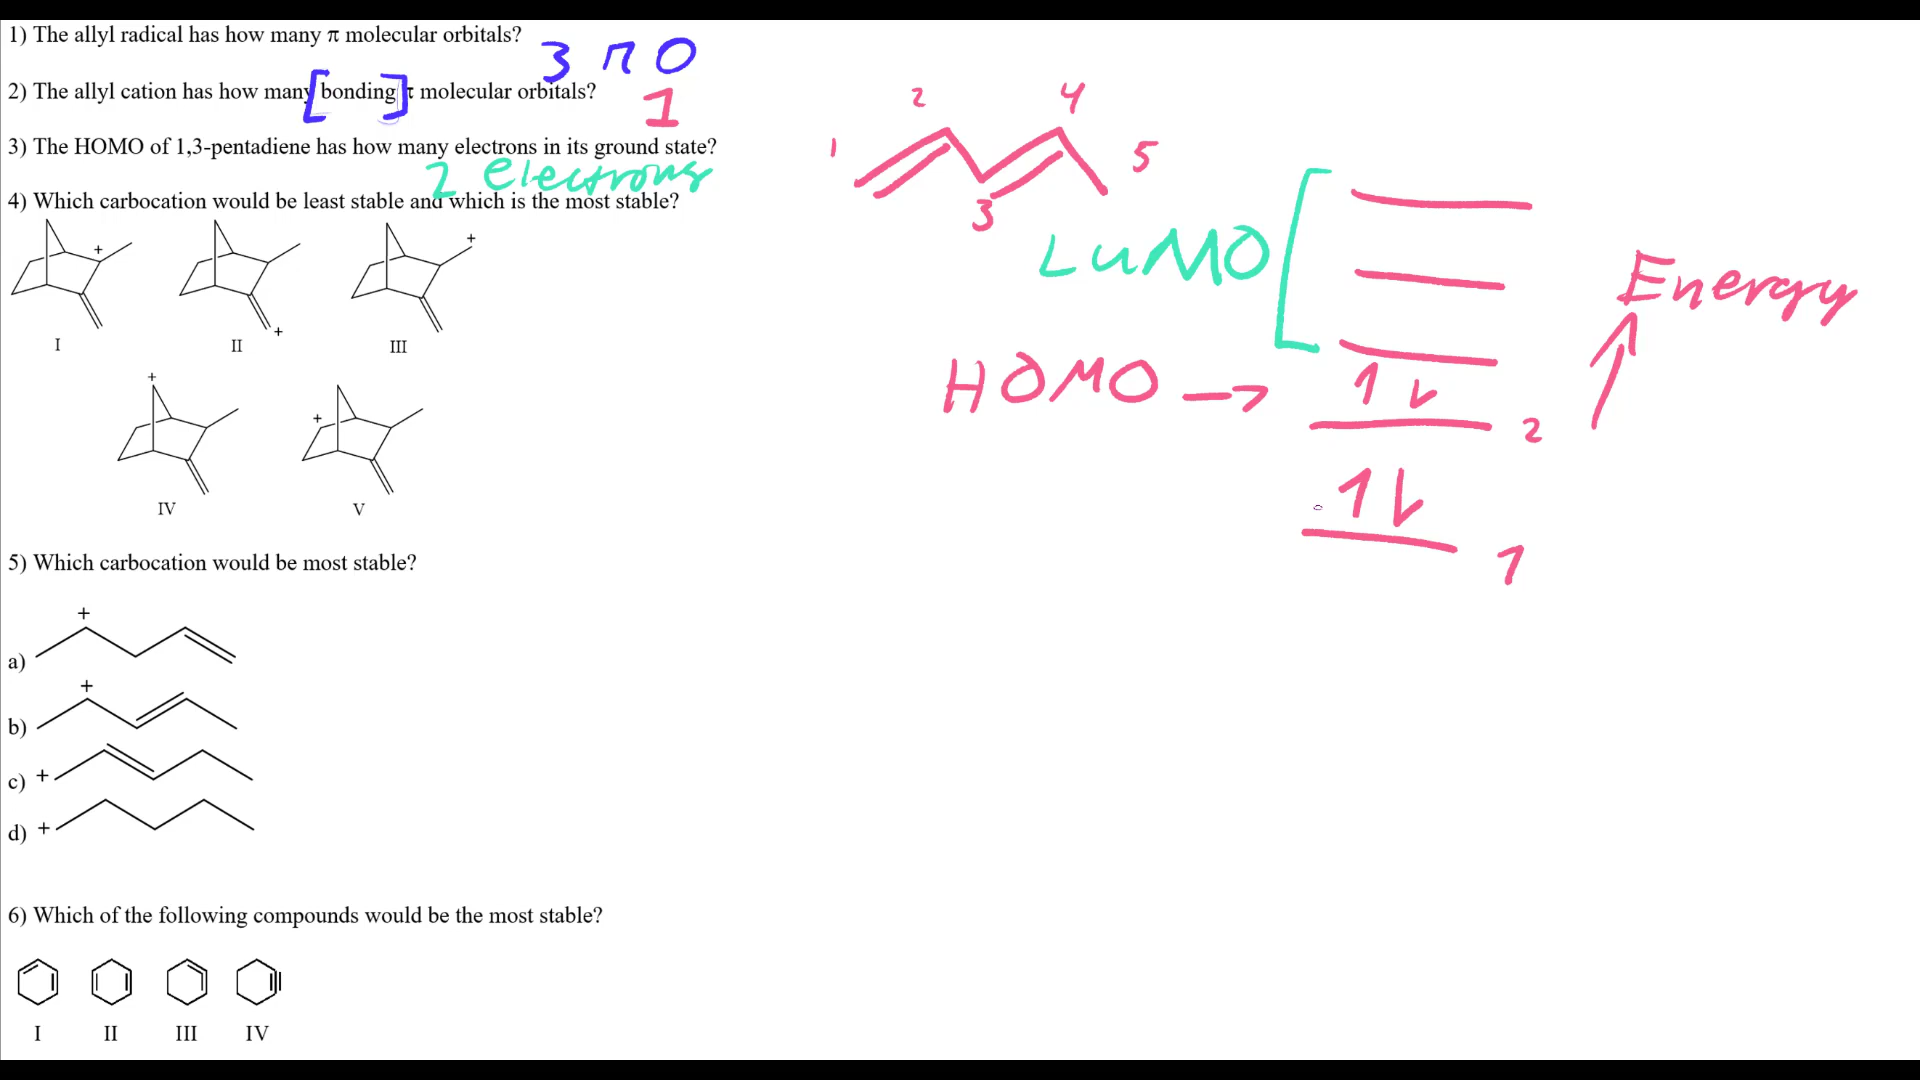 1) The allyl radical has how many π molecular orbitals?
3 π O
2) The allyl cation has how many [bonding] π molecular orbitals?
1
3) The HOMO of 1,3-pentadiene has how many electrons in its ground state?
2 electrons
4) Which carbocation would be least stable and which is the most stable?
+
+
+
I
II
III
+
+
IV
V
5) Which carbocation would be most stable?
+
a)
+
b)
c) +
d) +
6) Which of the following compounds would be the most stable?
I
II
III
IV
1
2
3
4
5
LUMO
HOMO →
1 2
1 1
Energy